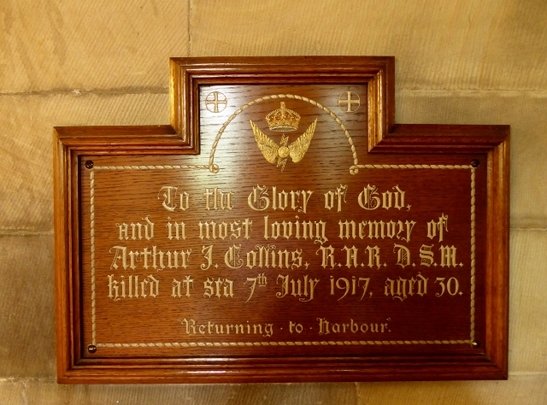 To the Glory of God,
and in most loving memory of
Arthur J. Collins, R.N.R. D.S.M.
killed at sea 7th July 1917, aged 30.
Returning · to · Harbour.